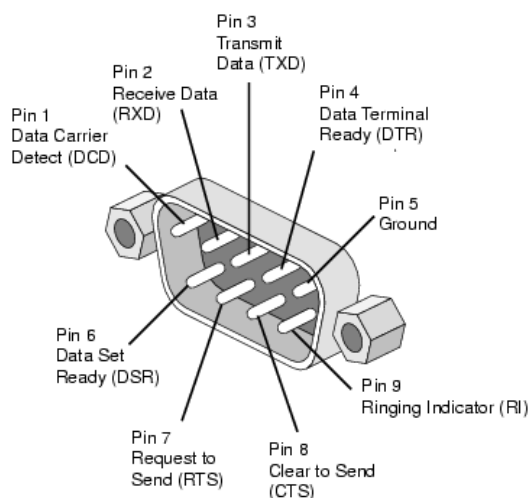 Pin 3
Transmit
Data (TXD)
Pin 2
Receive Data
(RXD)
Pin 4
Data Terminal
Ready (DTR)
Pin 1
Data Carrier
Detect (DCD)
Pin 5
Ground
Pin 6
Data Set
Ready (DSR)
Pin 9
Ringing Indicator (RI)
Pin 7
Request to
Send (RTS)
Pin 8
Clear to Send
(CTS)